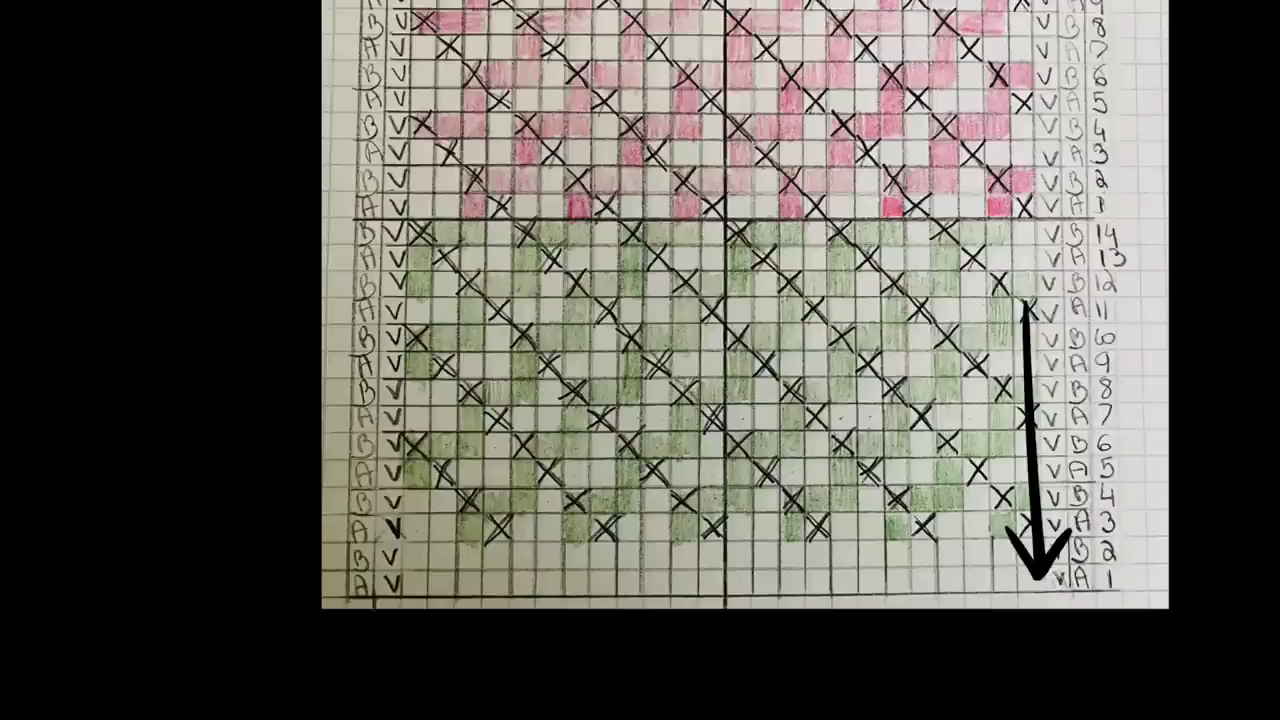 B V V B 8
A V V A 7
B V V B 6
A V V A 5
B V V B 4
A V V A 3
B V V B 2
A V V A 1
B V V B 14
A V V A 13
B V V B 12
A V V A 11
B V V B 10
A V V A 9
B V V B 8
A V V A 7
B V V B 6
A V V A 5
B V V B 4
A V V A 3
B V B 2
A V V A 1